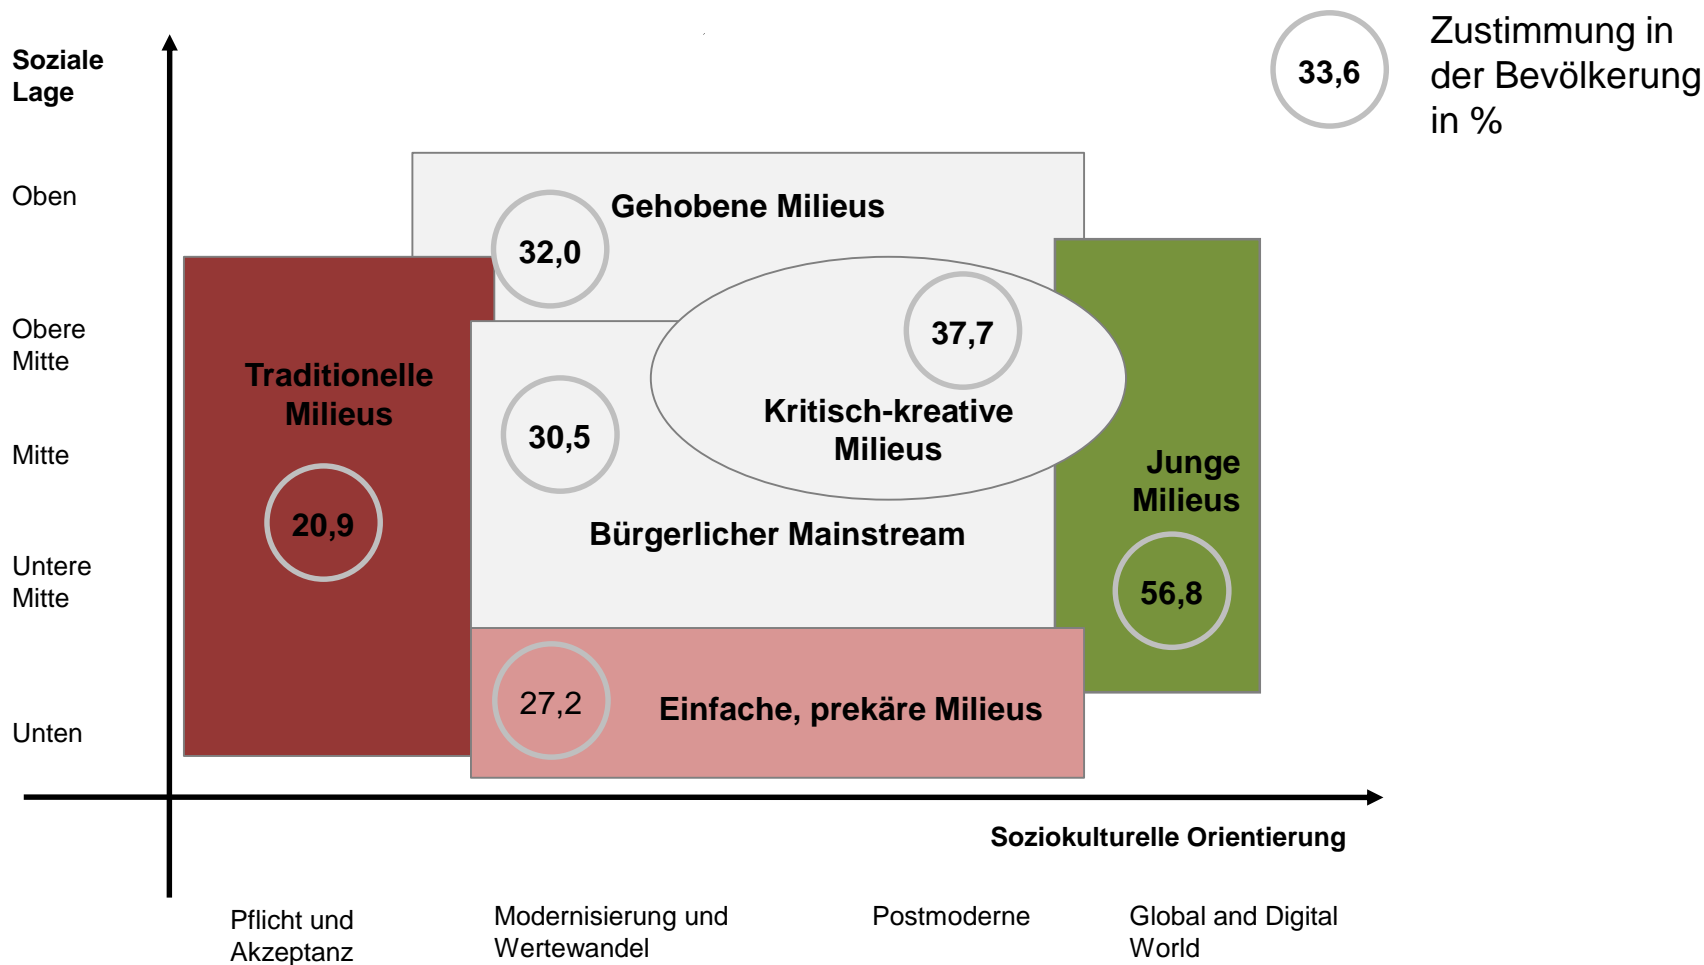 Soziale
Lage
33,6
Zustimmung in
der Bevölkerung
in %
Oben
Gehobene Milieus
32,0
Obere
Mitte
37,7
Traditionelle
Milieus
Kritisch-kreative
Milieus
30,5
Mitte
Junge
Milieus
20,9
Bürgerlicher Mainstream
Untere
Mitte
56,8
27,2
Einfache, prekäre Milieus
Unten
Soziokulturelle Orientierung
Pflicht und
Akzeptanz
Modernisierung und
Wertewandel
Postmoderne
Global and Digital
World